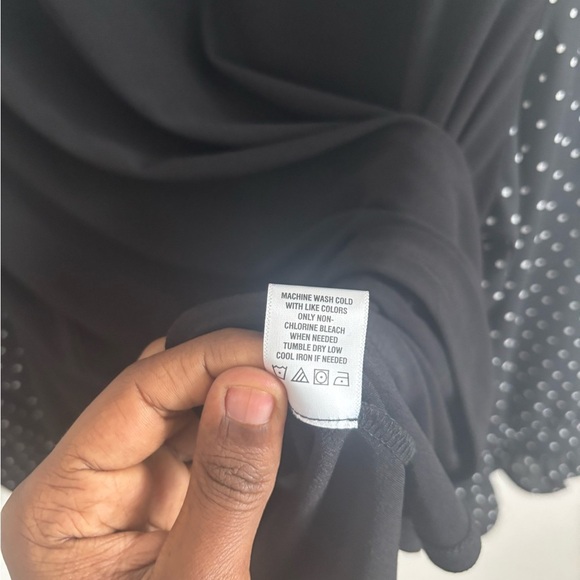 MACHINE WASH COLD
WITH LIKE COLORS
ONLY NON-
CHLORINE BLEACH
WHEN NEEDED
TUMBLE DRY LOW
COOL IRON IF NEEDED